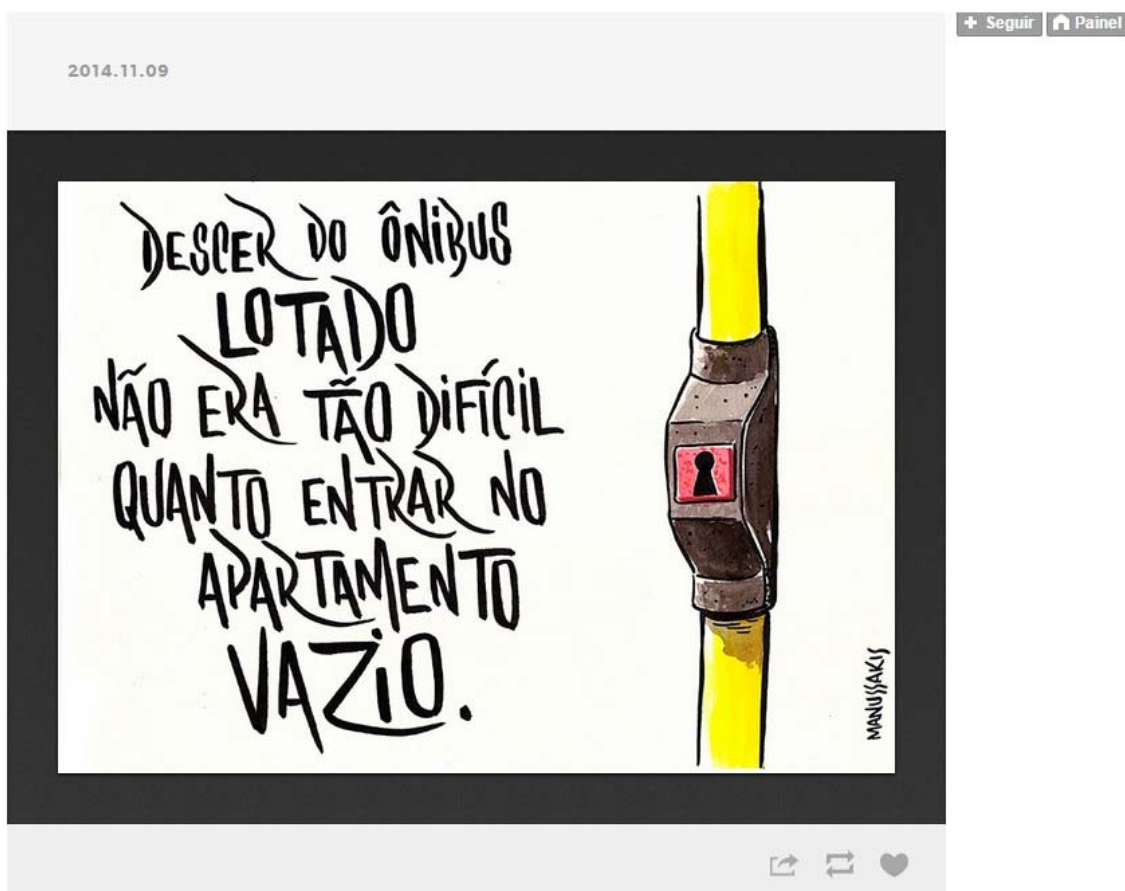 + Seguir
Painel
2014.11.09
DESCER DO ÔNIBUS
LOTADO
NÃO ERA TÃO DIFÍCIL
QUANTO ENTRAR NO
APARTAMENTO
VAZIO.
MANUSSAKIS